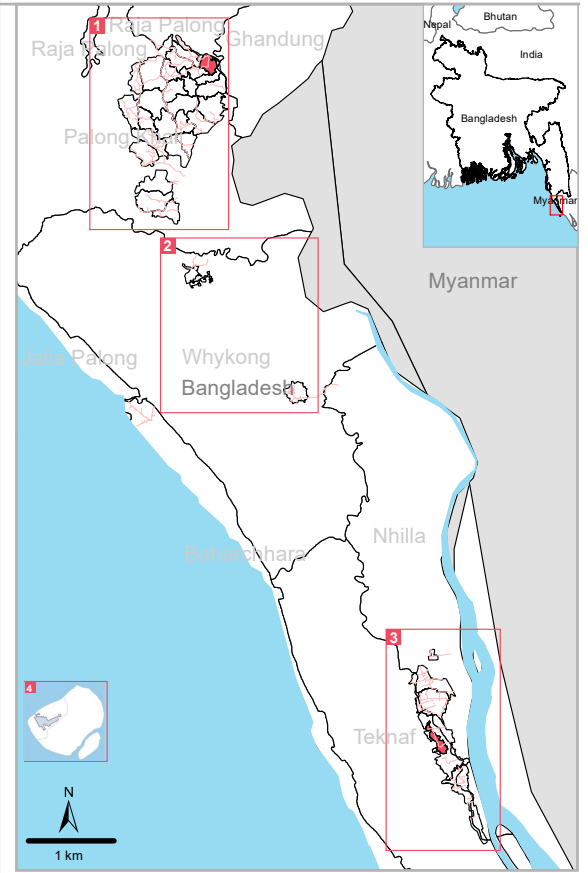 1
Raja Palong
Raja Palong
Ghandung
Palong Khali
Nepal
Bhutan
India
Bangladesh
Myanmar
2
Myanmar
Jalia Palong
Whykong
Bangladesh
Nhilla
Baharchhara
3
4
Teknaf
N
1 km